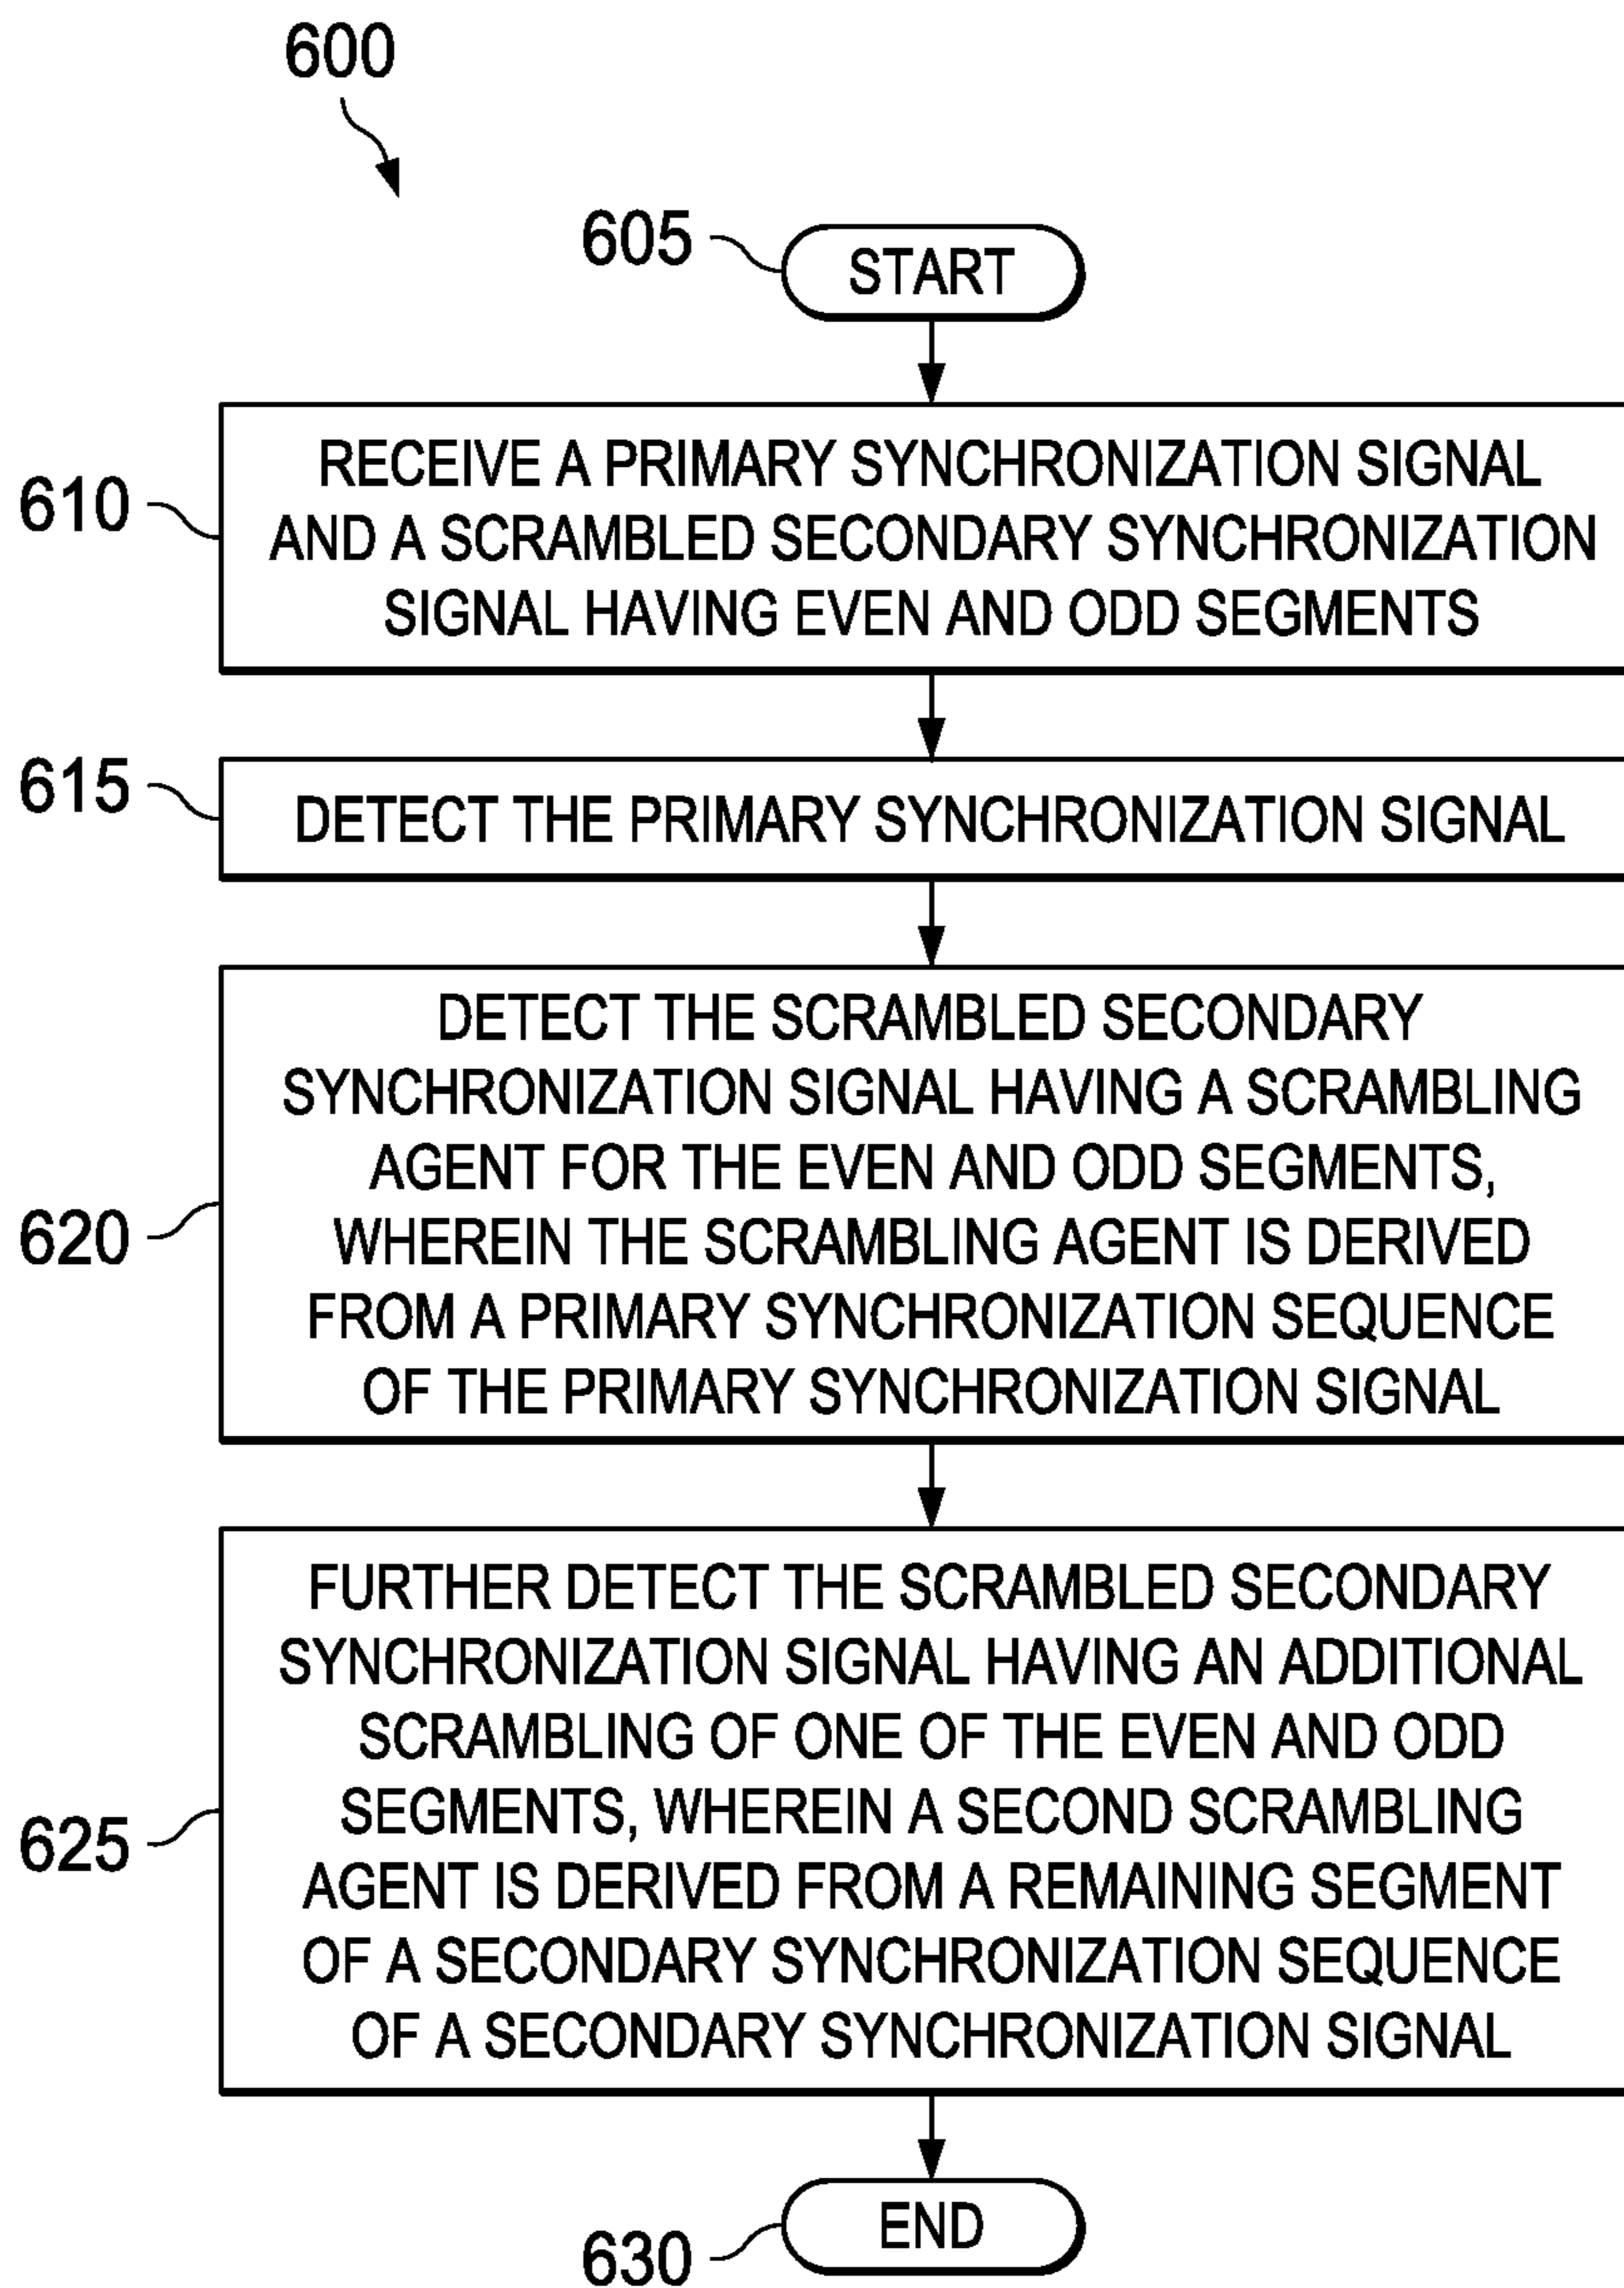 600
605
START
610
RECEIVE A PRIMARY SYNCHRONIZATION SIGNAL
AND A SCRAMBLED SECONDARY SYNCHRONIZATION
SIGNAL HAVING EVEN AND ODD SEGMENTS
615
DETECT THE PRIMARY SYNCHRONIZATION SIGNAL
620
DETECT THE SCRAMBLED SECONDARY
SYNCHRONIZATION SIGNAL HAVING A SCRAMBLING
AGENT FOR THE EVEN AND ODD SEGMENTS,
WHEREIN THE SCRAMBLING AGENT IS DERIVED
FROM A PRIMARY SYNCHRONIZATION SEQUENCE
OF THE PRIMARY SYNCHRONIZATION SIGNAL
625
FURTHER DETECT THE SCRAMBLED SECONDARY
SYNCHRONIZATION SIGNAL HAVING AN ADDITIONAL
SCRAMBLING OF ONE OF THE EVEN AND ODD
SEGMENTS, WHEREIN A SECOND SCRAMBLING
AGENT IS DERIVED FROM A REMAINING SEGMENT
OF A SECONDARY SYNCHRONIZATION SEQUENCE
OF A SECONDARY SYNCHRONIZATION SIGNAL
630
END